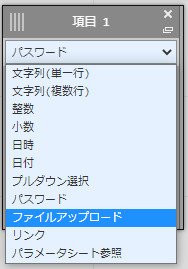 項目 1
パスワード
文字列(単一行)
文字列(複数行)
整数
小数
日時
日付
プルダウン選択
パスワード
ファイルアップロード
リンク
パラメータシート参照